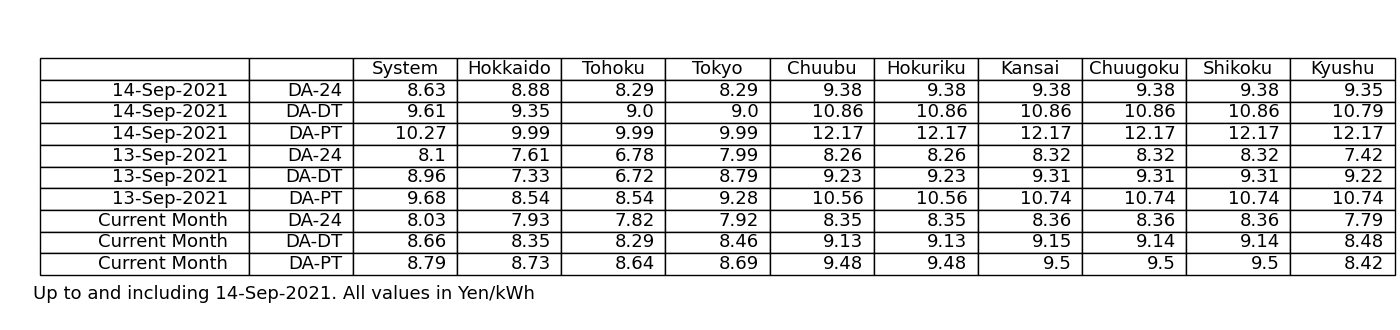 System Hokkaido Tohoku Tokyo Chuubu Hokuriku Kansai Chuugoku Shikoku Kyushu
14-Sep-2021 DA-24 8.63 8.88 8.29 8.29 9.38 9.38 9.38 9.38 9.38 9.35
14-Sep-2021 DA-DT 9.61 9.35 9.0 9.0 10.86 10.86 10.86 10.86 10.86 10.79
14-Sep-2021 DA-PT 10.27 9.99 9.99 9.99 12.17 12.17 12.17 12.17 12.17 12.17
13-Sep-2021 DA-24 8.1 7.61 6.78 7.99 8.26 8.26 8.32 8.32 8.32 7.42
13-Sep-2021 DA-DT 8.96 7.33 6.72 8.79 9.23 9.23 9.31 9.31 9.31 9.22
13-Sep-2021 DA-PT 9.68 8.54 8.54 9.28 10.56 10.56 10.74 10.74 10.74 10.74
Current Month DA-24 8.03 7.93 7.82 7.92 8.35 8.35 8.36 8.36 8.36 7.79
Current Month DA-DT 8.66 8.35 8.29 8.46 9.13 9.13 9.15 9.14 9.14 8.48
Current Month DA-PT 8.79 8.73 8.64 8.69 9.48 9.48 9.5 9.5 9.5 8.42
Up to and including 14-Sep-2021. All values in Yen/kWh